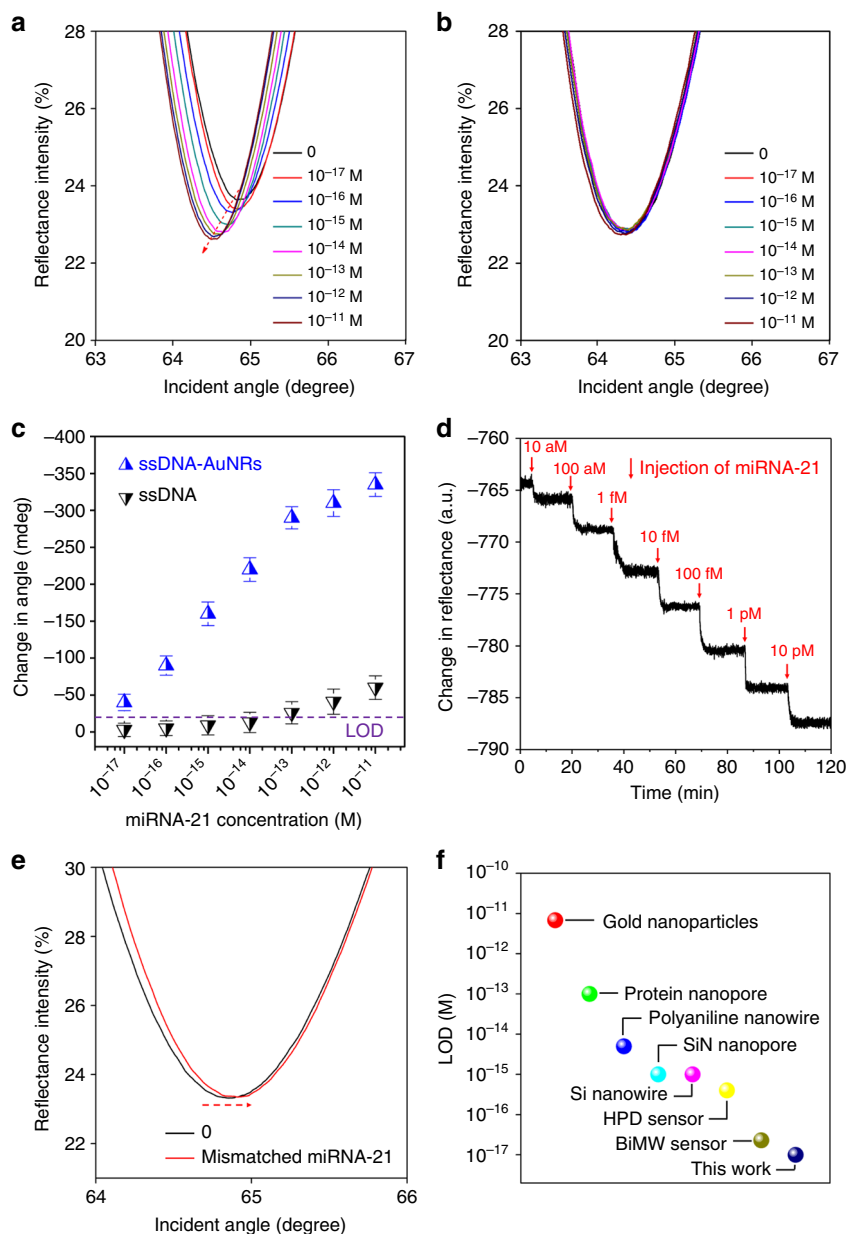 a
28
26
24
22
20
63
64
65
66
67
Reflectance intensity (%)
Incident angle (degree)
0
10⁻¹⁷ M
10⁻¹⁶ M
10⁻¹⁵ M
10⁻¹⁴ M
10⁻¹³ M
10⁻¹² M
10⁻¹¹ M
b
28
26
24
22
20
63
64
65
66
67
Reflectance intensity (%)
Incident angle (degree)
0
10⁻¹⁷ M
10⁻¹⁶ M
10⁻¹⁵ M
10⁻¹⁴ M
10⁻¹³ M
10⁻¹² M
10⁻¹¹ M
c
−400
−350
−300
−250
−200
−150
−100
−50
0
Change in angle (mdeg)
ssDNA-AuNRs
ssDNA
LOD
10⁻¹⁷
10⁻¹⁶
10⁻¹⁵
10⁻¹⁴
10⁻¹³
10⁻¹²
10⁻¹¹
miRNA-21 concentration (M)
d
−760
−765
−770
−775
−780
−785
−790
Change in reflectance (a.u.)
10 aM
100 aM
1 fM
10 fM
100 fM
1 pM
10 pM
Injection of miRNA-21
0
20
40
60
80
100
120
Time (min)
e
30
28
26
24
22
Reflectance intensity (%)
0
Mismatched miRNA-21
64
65
66
Incident angle (degree)
f
10⁻¹⁰
10⁻¹¹
10⁻¹²
10⁻¹³
10⁻¹⁴
10⁻¹⁵
10⁻¹⁶
10⁻¹⁷
LOD (M)
Gold nanoparticles
Protein nanopore
Polyaniline nanowire
SiN nanopore
Si nanowire
HPD sensor
BiMW sensor
This work